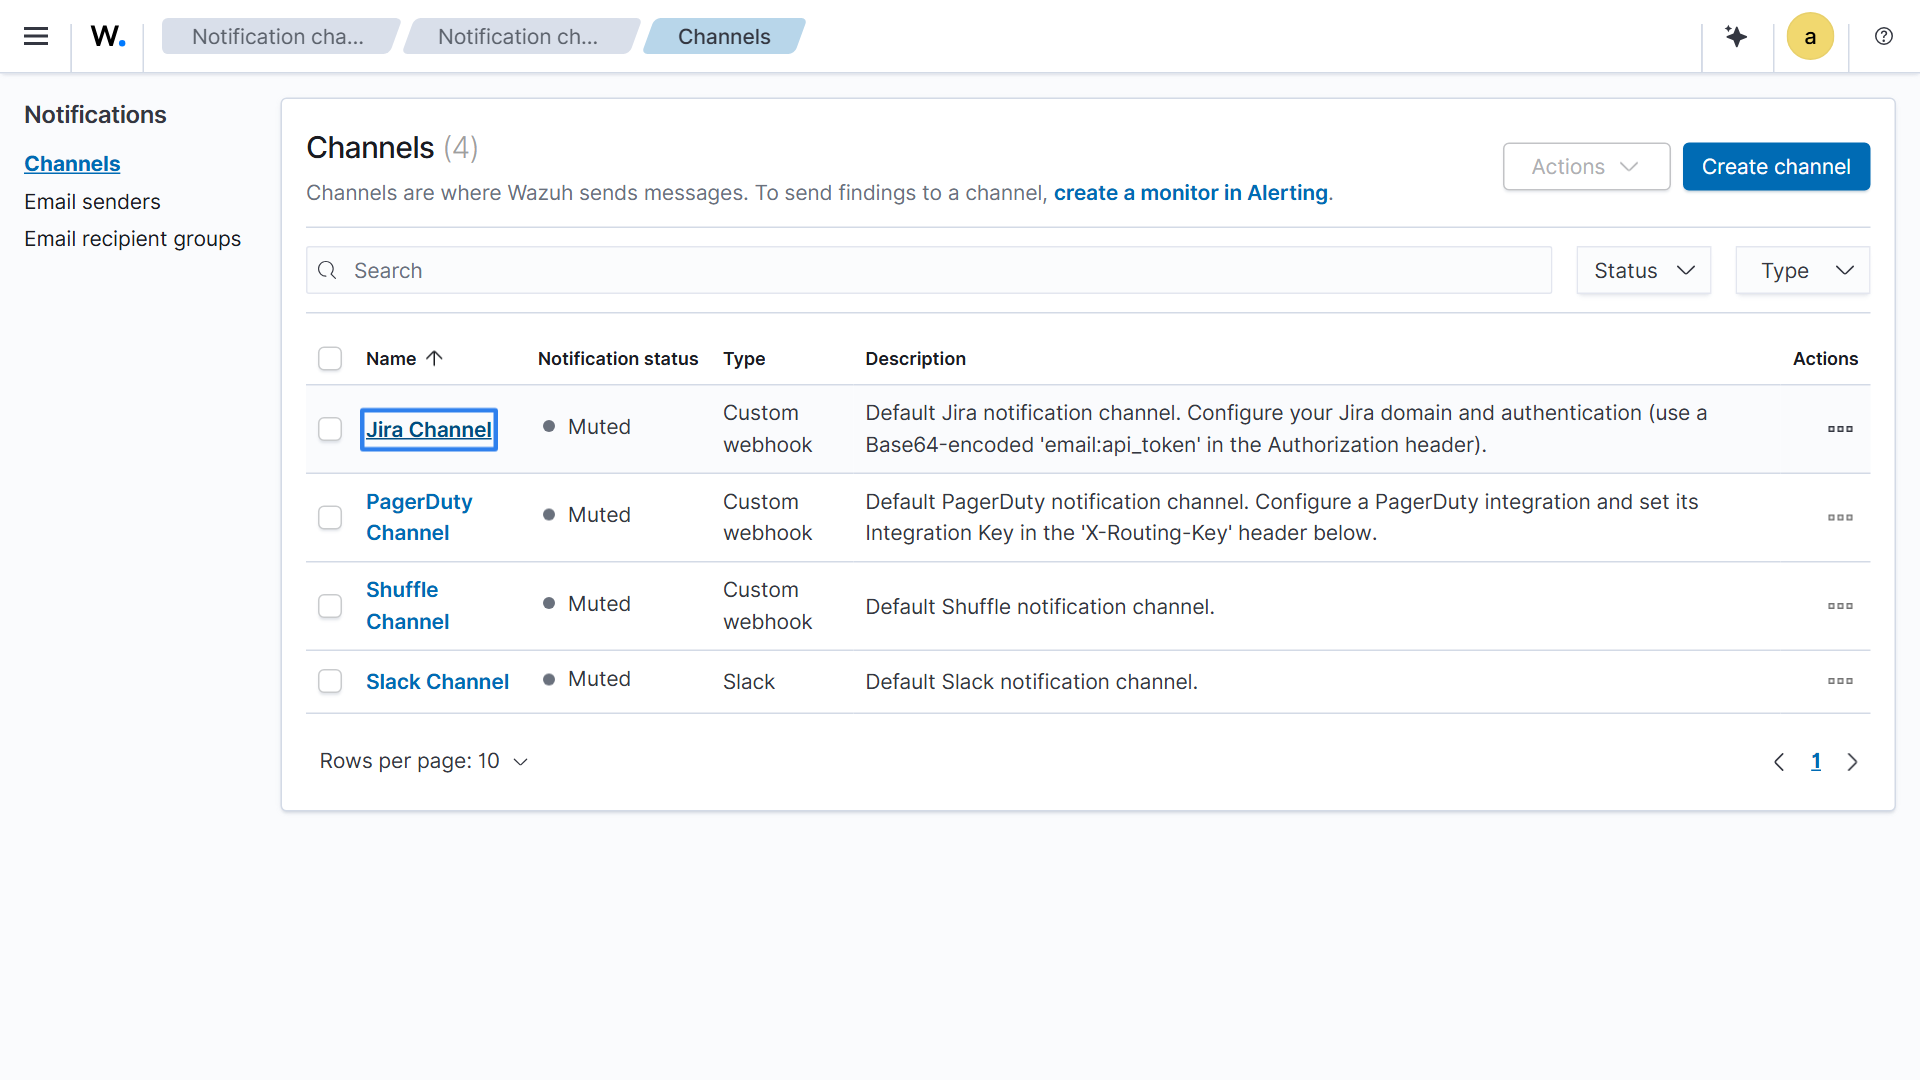 W.
Notification cha...
Notification ch...
Channels
a
Notifications
Channels
Email senders
Email recipient groups
Channels (4)
Channels are where Wazuh sends messages. To send findings to a channel, create a monitor in Alerting.
Actions
Create channel
Search
Status
Type
Name
Notification status
Type
Description
Actions
Jira Channel
Muted
Custom
webhook
Default Jira notification channel. Configure your Jira domain and authentication (use a
Base64-encoded 'email:api_token' in the Authorization header).
PagerDuty
Channel
Muted
Custom
webhook
Default PagerDuty notification channel. Configure a PagerDuty integration and set its
Integration Key in the 'X-Routing-Key' header below.
Shuffle
Channel
Muted
Custom
webhook
Default Shuffle notification channel.
Slack Channel
Muted
Slack
Default Slack notification channel.
Rows per page: 10
1